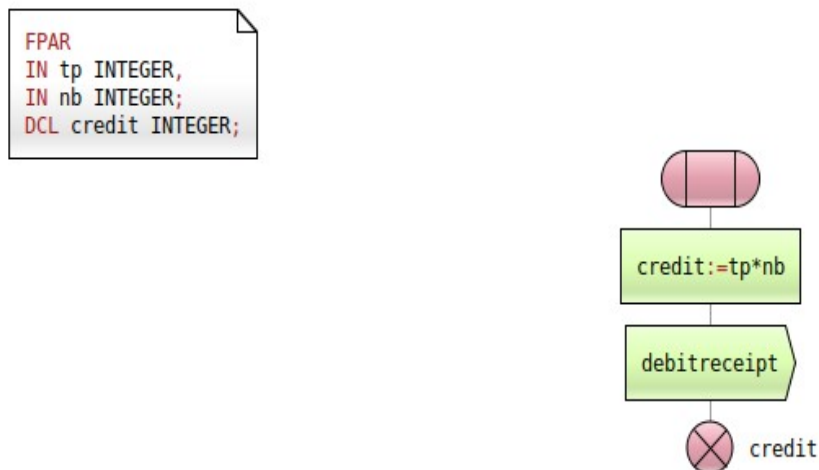 FPAR
IN tp INTEGER,
IN nb INTEGER;
DCL credit INTEGER;
credit:=tp*nb
debitreceipt
credit